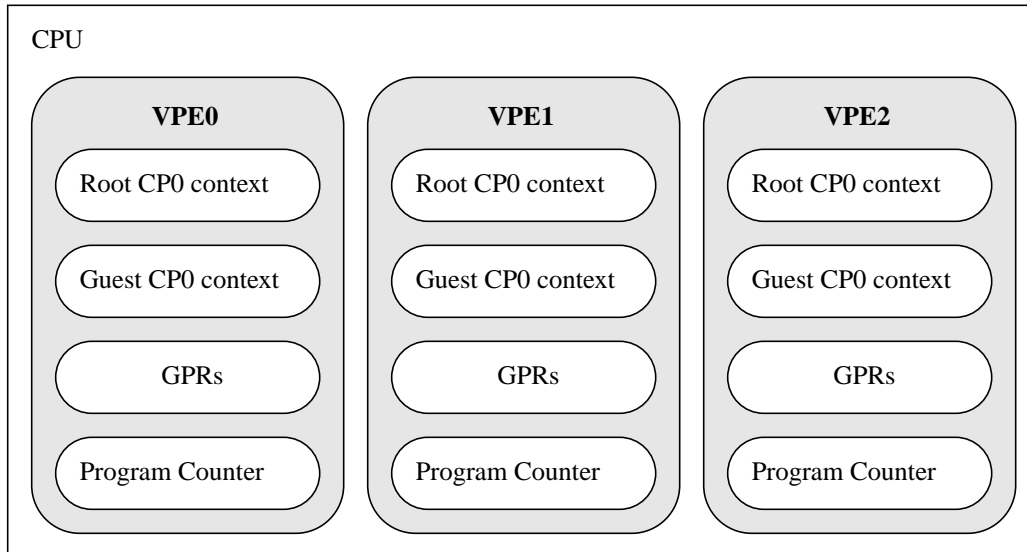 CPU
VPE0
Root CP0 context
Guest CP0 context
GPRs
Program Counter
VPE1
Root CP0 context
Guest CP0 context
GPRs
Program Counter
VPE2
Root CP0 context
Guest CP0 context
GPRs
Program Counter